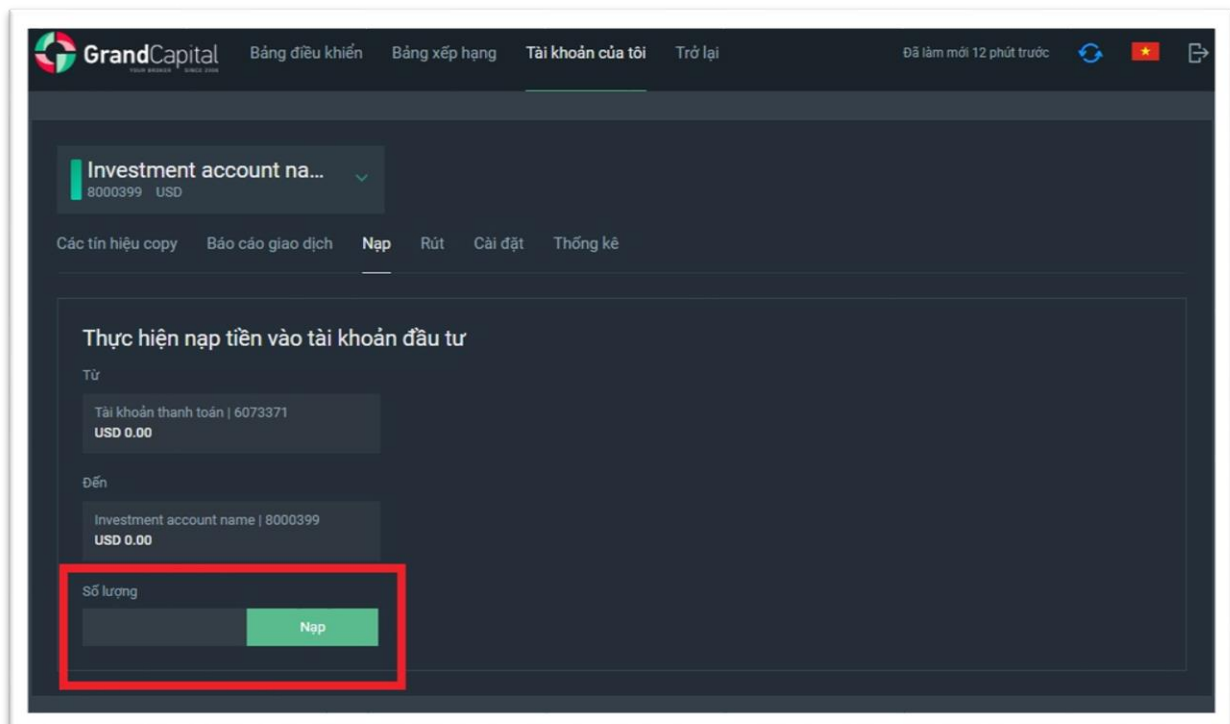 GrandCapital
Bảng điều khiển
Bảng xếp hạng
Tài khoản của tôi
Trở lại
Đã làm mới 12 phút trước
YOUR BROKER SINCE 2006
Investment account na...
8000399 USD
Các tín hiệu copy
Báo cáo giao dịch
Nạp
Rút
Cài đặt
Thống kê
Thực hiện nạp tiền vào tài khoản đầu tư
Từ
Tài khoản thanh toán | 6073371
USD 0.00
Đến
Investment account name | 8000399
USD 0.00
Số lượng
Nạp